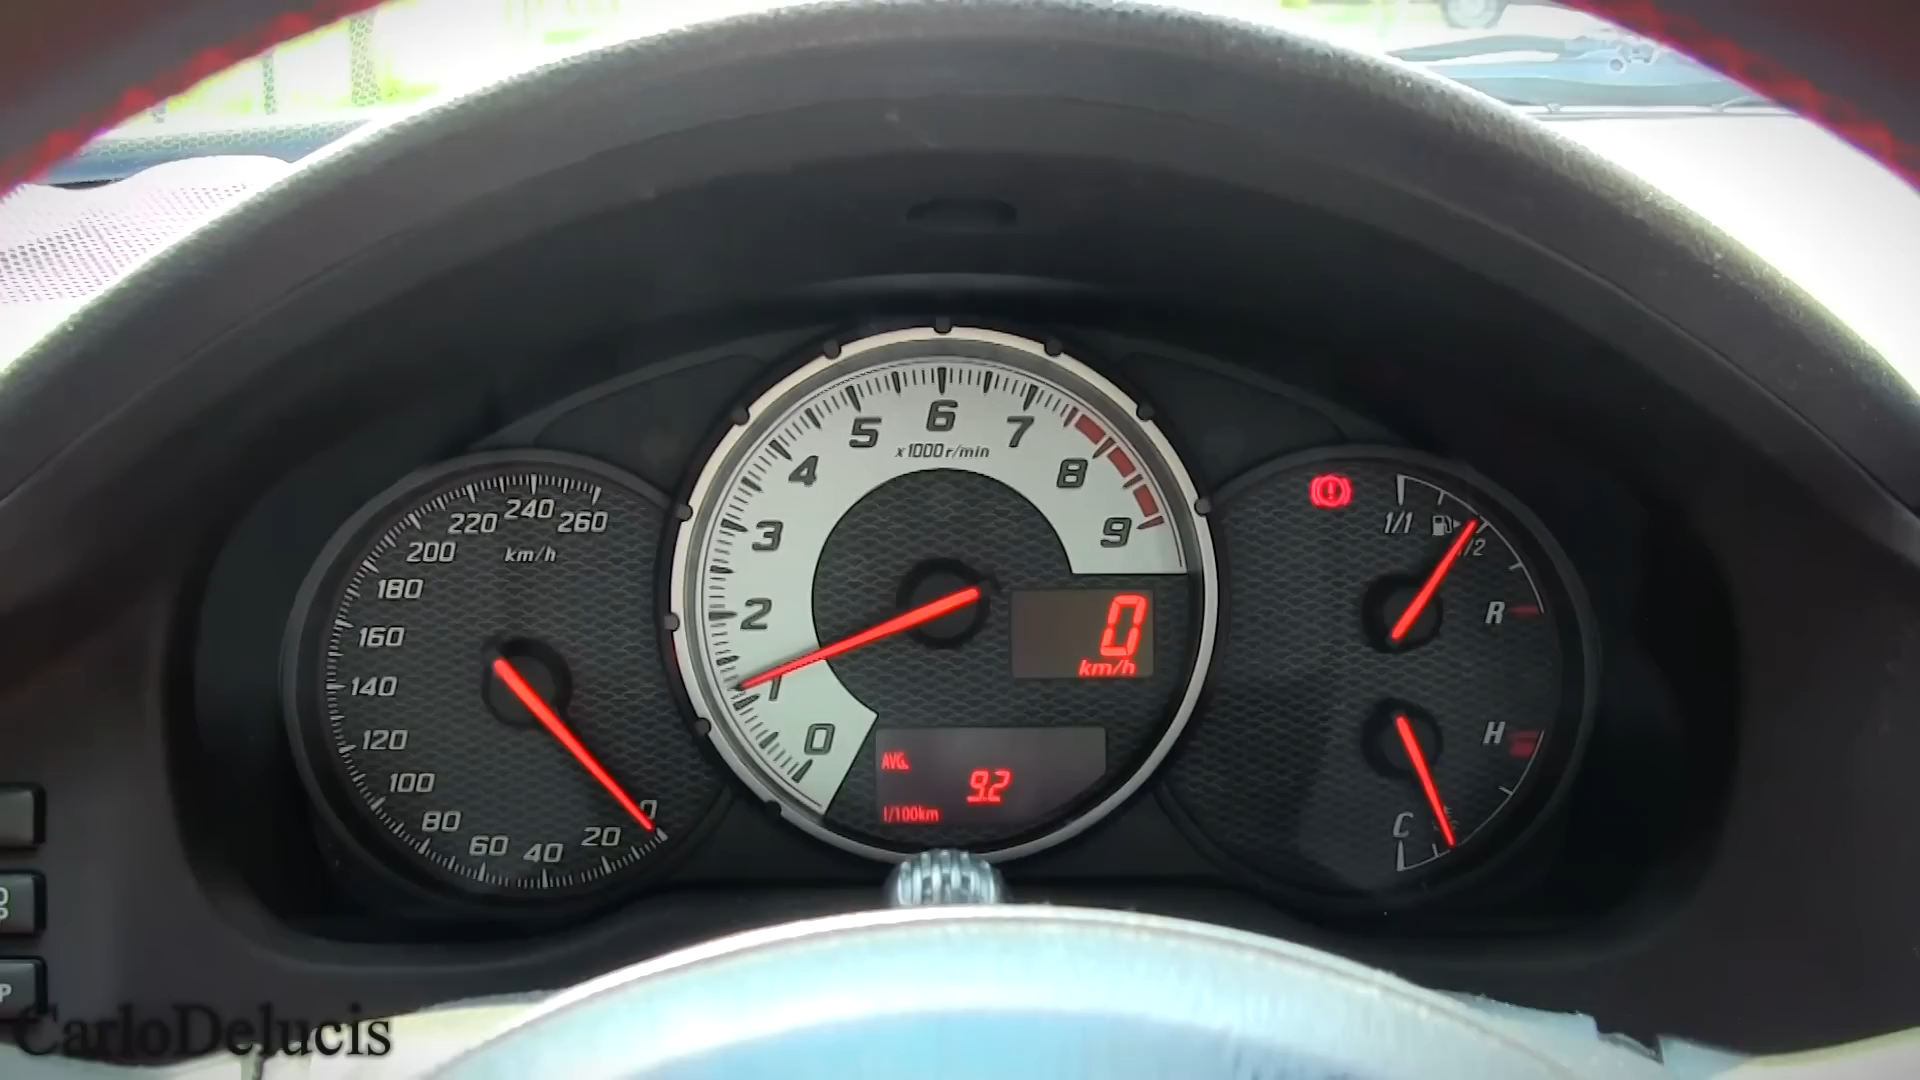 220 240 260
200 km/h
180
160
140
120
100
80
60 40 20 0
5 6 7
x1000r/min
4 8
3 9
2
1
0
0
km/h
AVG.
9.2
l/100km
1/1
1/2
R
H
C
P
CarloDelucis